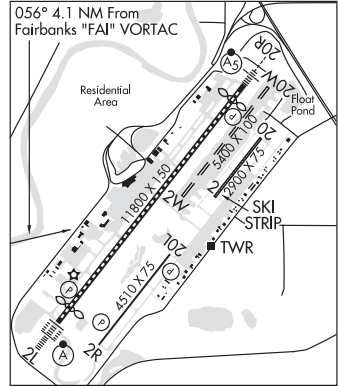 056° 4.1 NM From
Fairbanks "FAI" VORTAC
20R
A5
20W
Residential
Area
Float
Pond
P
20
5400 X 100
11800 X 150
2900 X 75
2W
2
SKI
STRIP
20L
TWR
P
4510 X 75
P
P
2L
A
2R